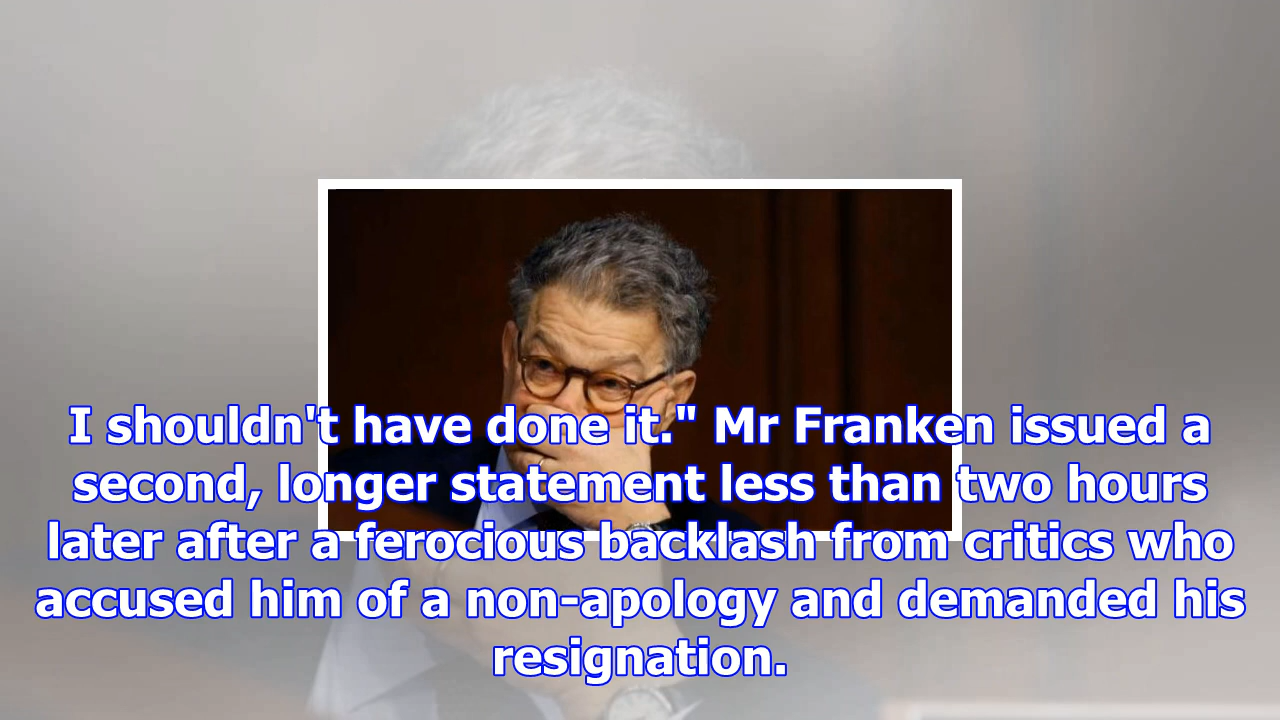 I shouldn't have done it." Mr Franken issued a
second, longer statement less than two hours
later after a ferocious backlash from critics who
accused him of a non-apology and demanded his
resignation.